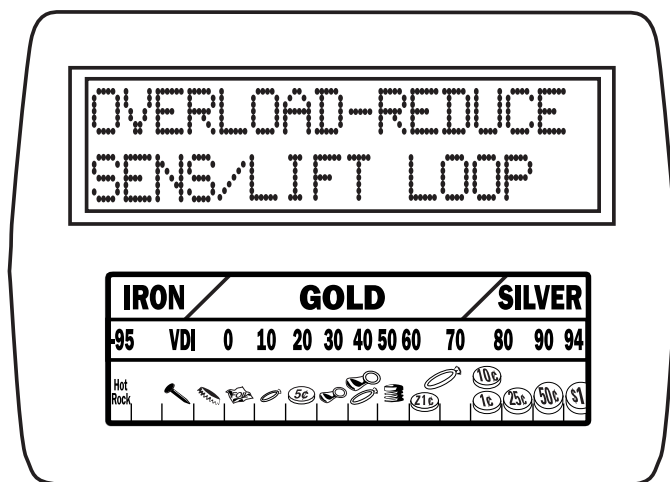 OVERLOAD-REDUCE
SENS/LIFT LOOP
IRON GOLD SILVER
-95 VDI 0 10 20 30 40 50 60 70 80 90 94
Hot
Rock
5¢
Z1¢
10¢
1¢ 25¢ 50¢ $1